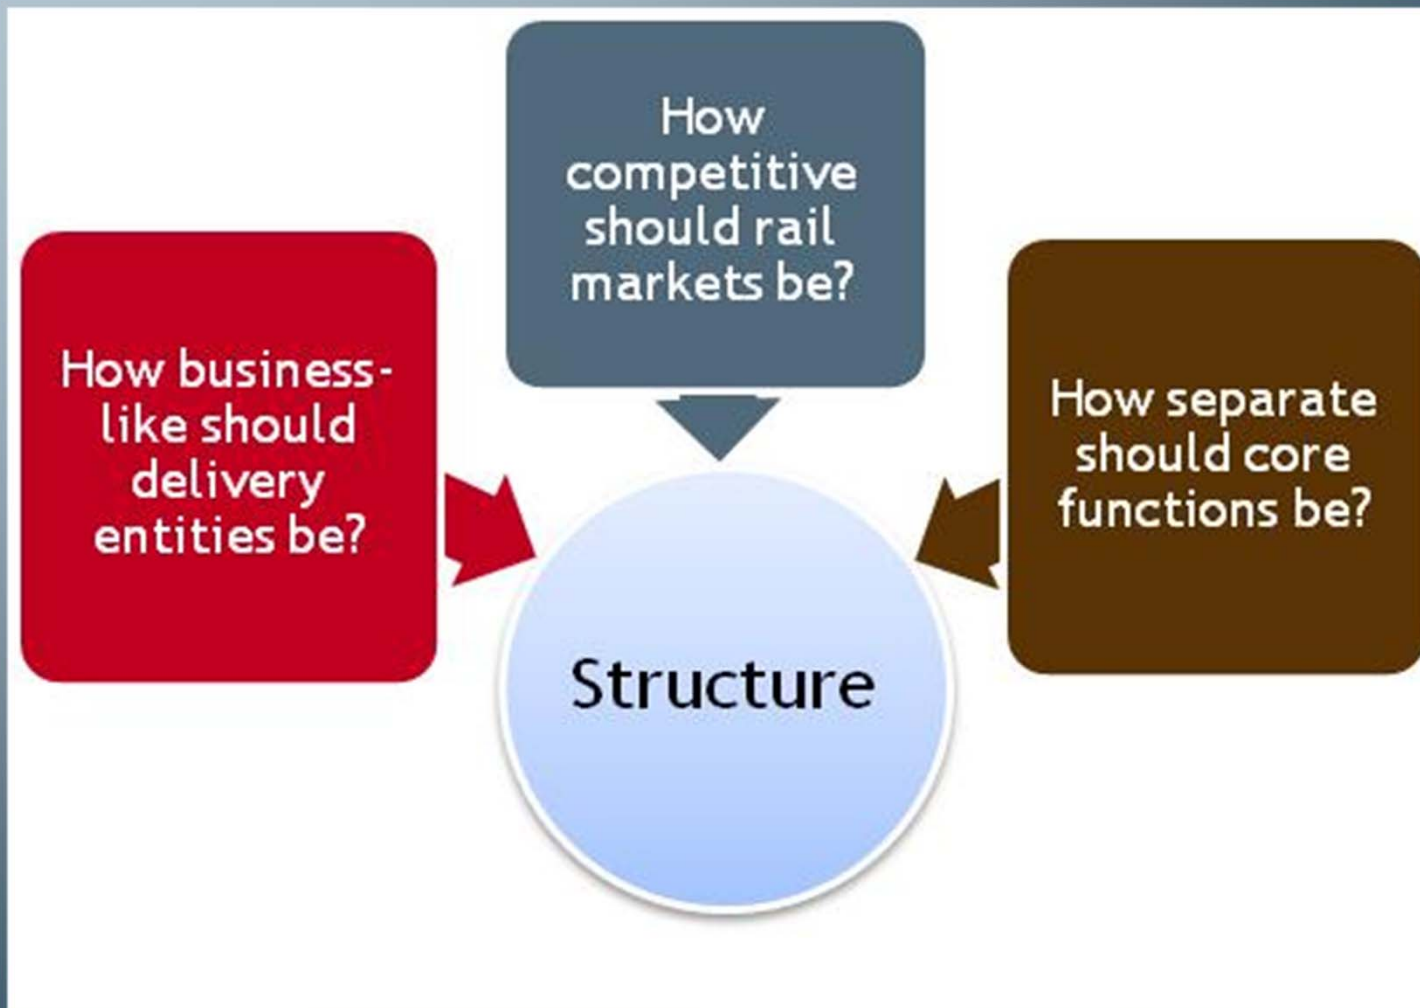 How
competitive
should rail
markets be?
How business-
like should
delivery
entities be?
How separate
should core
functions be?
Structure